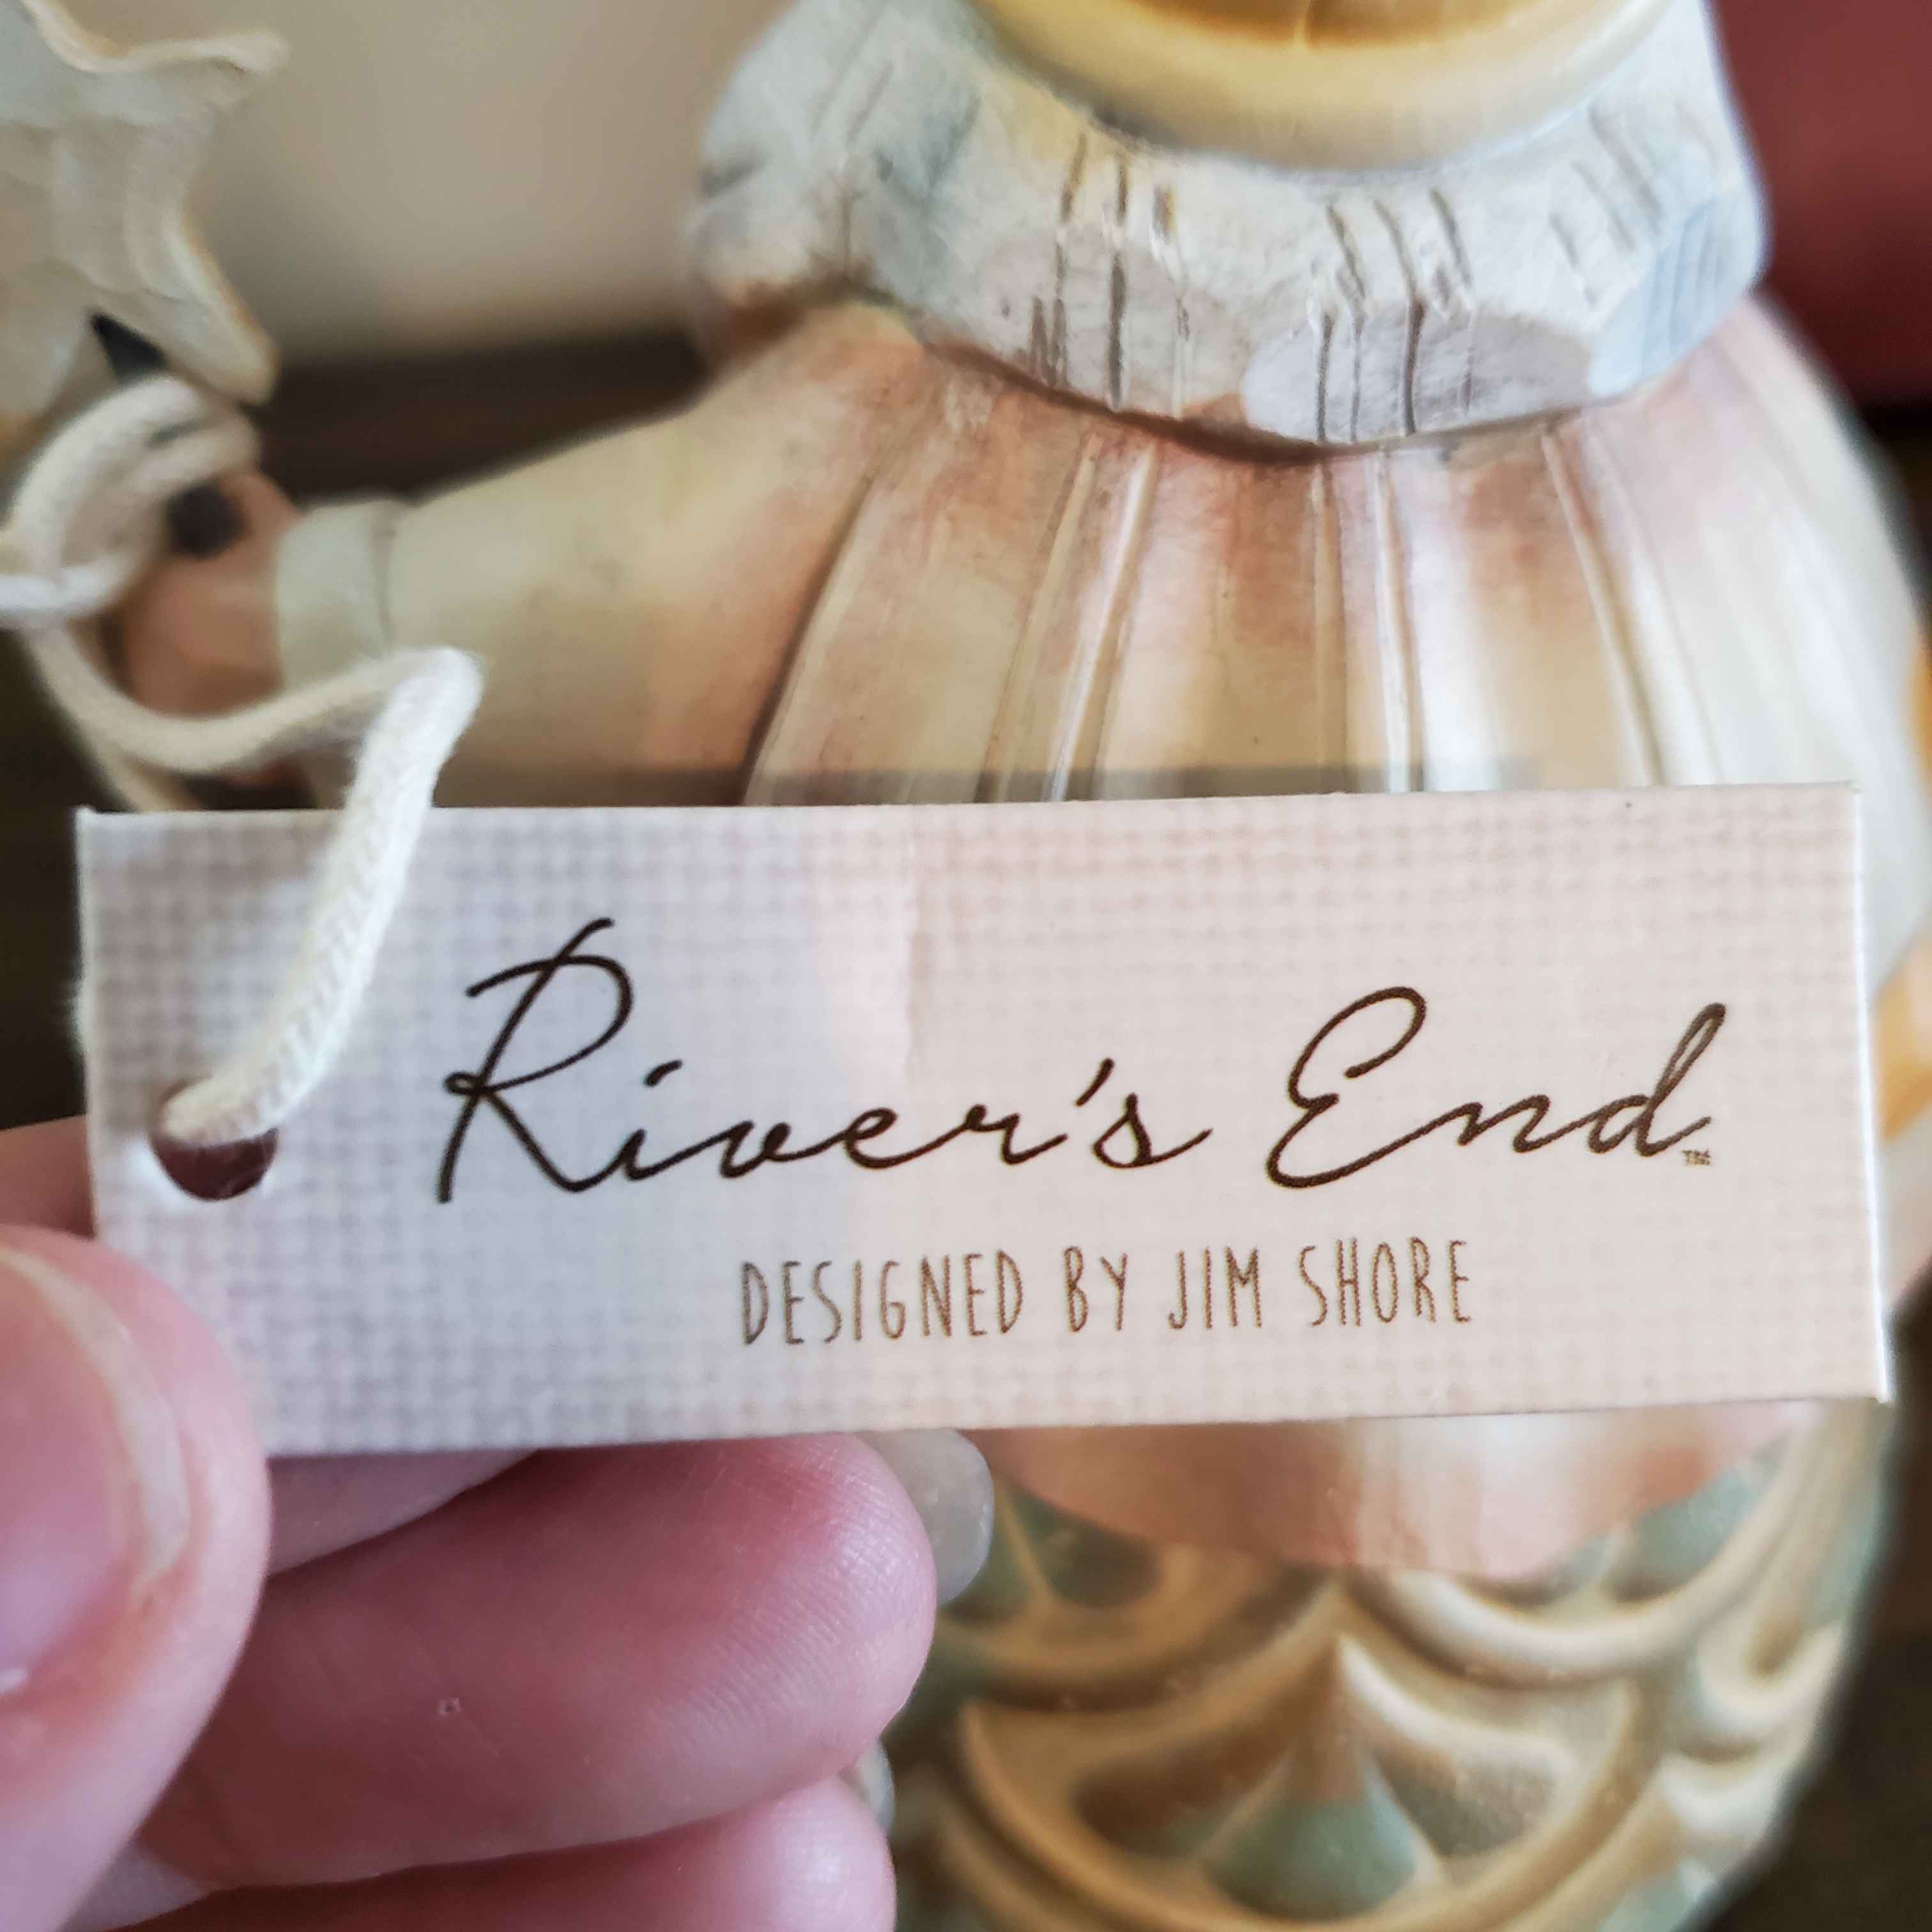 River's End™
DESIGNED BY JIM SHORE